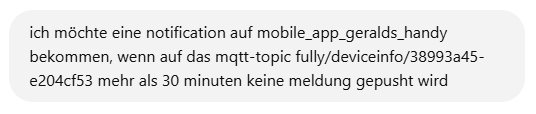 ich möchte eine notification auf mobile_app_geralds_handy
bekommen, wenn auf das mqtt-topic fully/deviceinfo/38993a45-
e204cf53 mehr als 30 minuten keine meldung gepusht wird